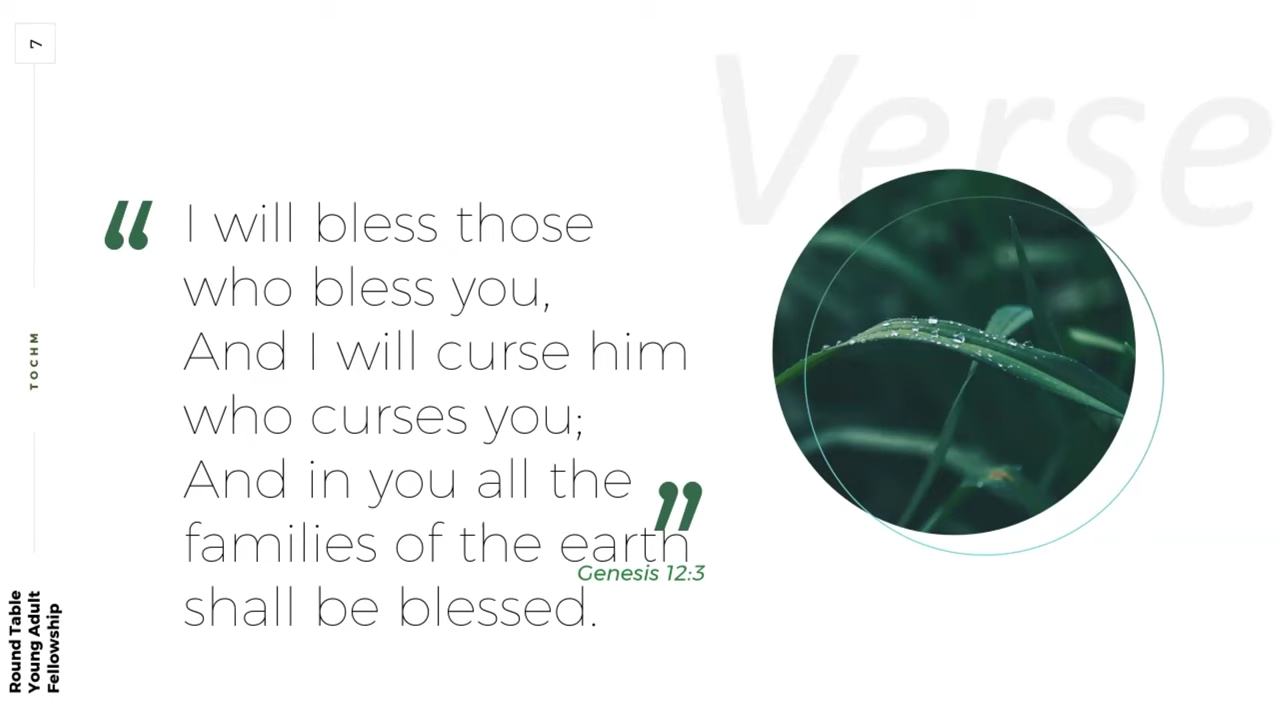 7
Verse
“ I will bless those
who bless you,
And I will curse him
who curses you;
And in you all the
families of the earth ”
Genesis 12:3
shall be blessed.
TOCHM
Round Table
Young Adult
Fellowship